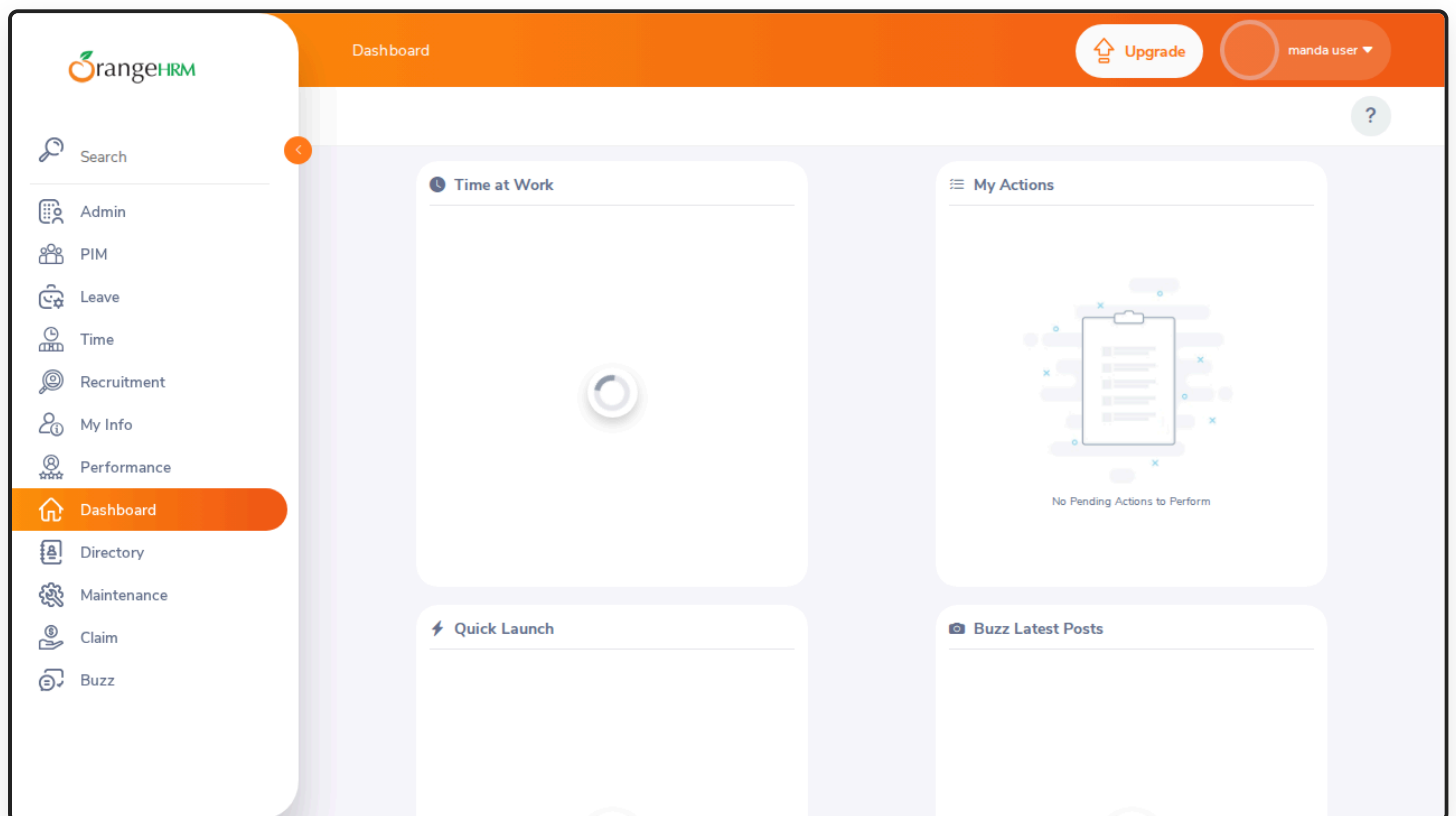 OrangeHRM
Dashboard
Upgrade
manda user
?
Search
Admin
PIM
Leave
Time
Recruitment
My Info
Performance
Dashboard
Directory
Maintenance
Claim
Buzz
Time at Work
My Actions
No Pending Actions to Perform
Quick Launch
Buzz Latest Posts